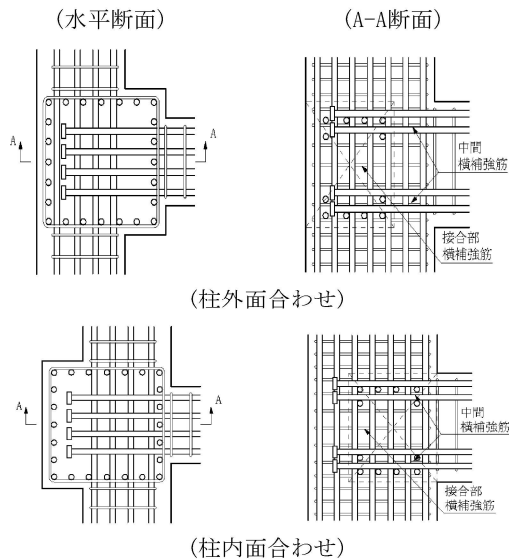 (水平断面)
(A-A断面)
A
A
中間
横補強筋
接合部
横補強筋
(柱外面合わせ)
A
A
中間
横補強筋
接合部
横補強筋
(柱内面合わせ)